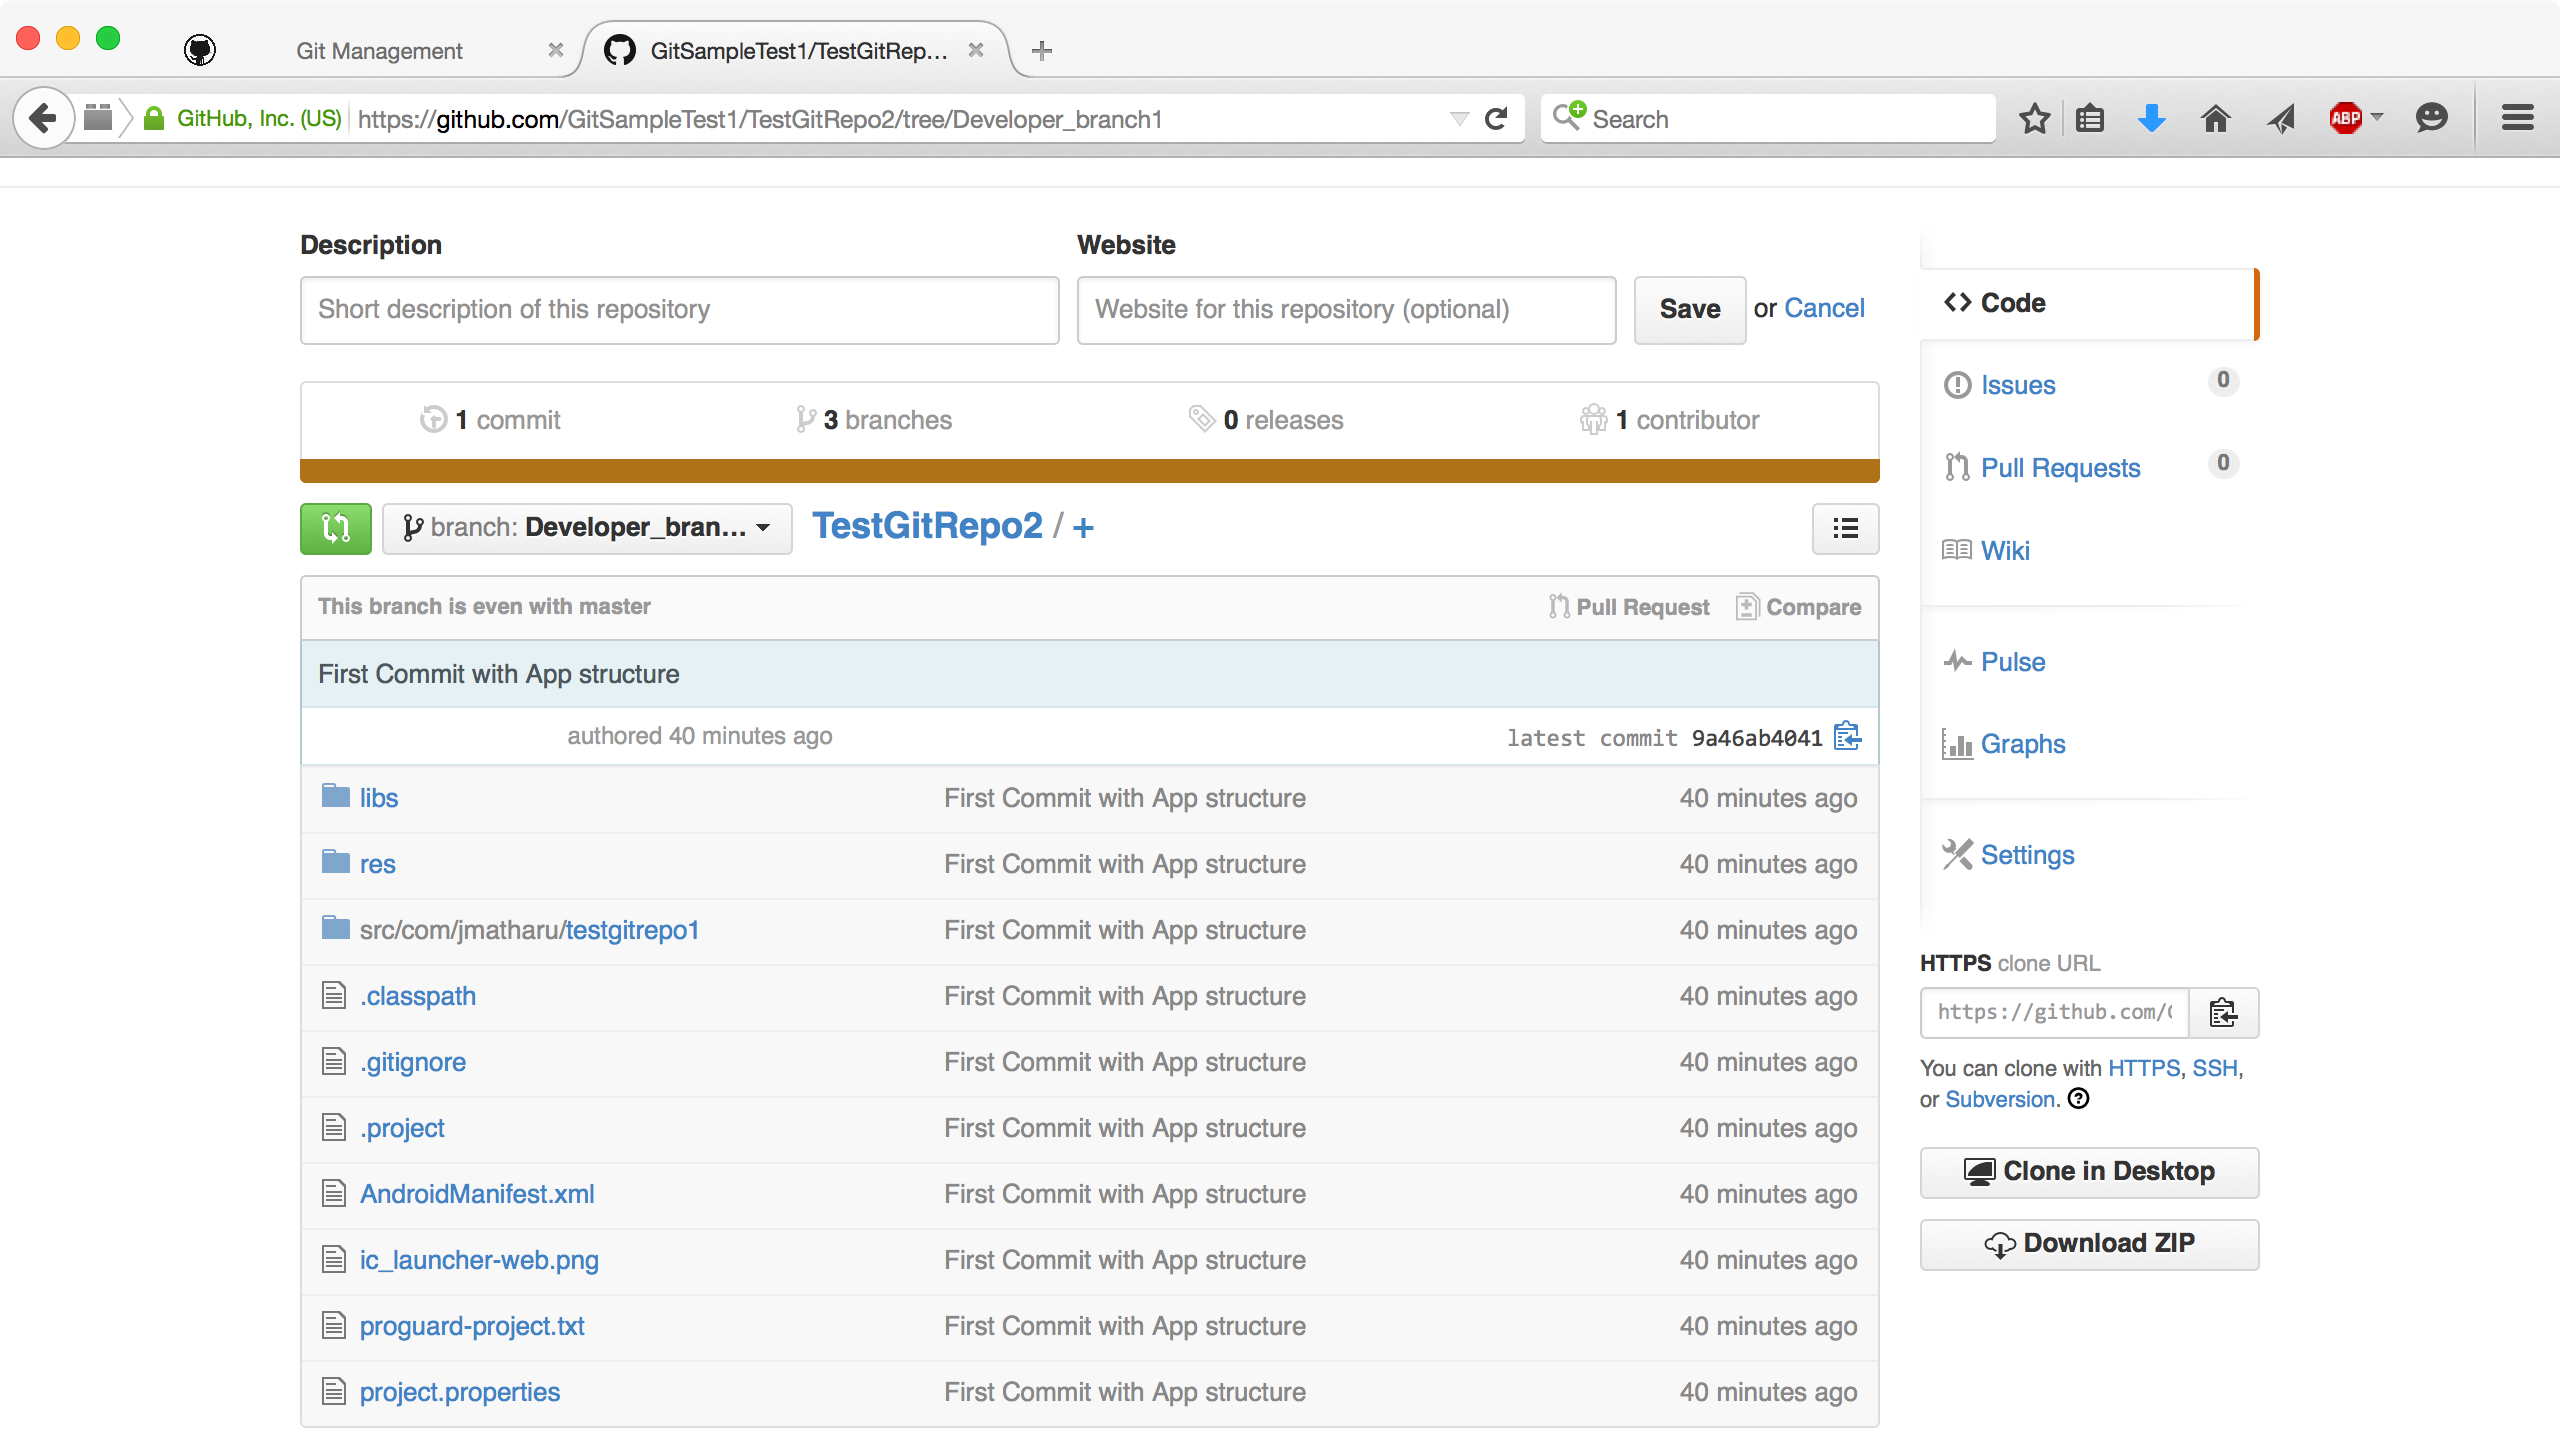 Git Management
GitSampleTest1/TestGitRep...
GitHub, Inc. (US)
https://github.com/GitSampleTest1/TestGitRepo2/tree/Developer_branch1
Search
ABP
Description
Website
Short description of this repository
Website for this repository (optional)
Save or Cancel
1 commit
3 branches
0 releases
1 contributor
branch: Developer_bran...
TestGitRepo2 / +
This branch is even with master
Pull Request
Compare
First Commit with App structure
authored 40 minutes ago
latest commit 9a46ab4041
libs First Commit with App structure 40 minutes ago
res First Commit with App structure 40 minutes ago
src/com/jmatharu/testgitrepo1 First Commit with App structure 40 minutes ago
.classpath First Commit with App structure 40 minutes ago
.gitignore First Commit with App structure 40 minutes ago
.project First Commit with App structure 40 minutes ago
AndroidManifest.xml First Commit with App structure 40 minutes ago
ic_launcher-web.png First Commit with App structure 40 minutes ago
proguard-project.txt First Commit with App structure 40 minutes ago
project.properties First Commit with App structure 40 minutes ago
Code
Issues 0
Pull Requests 0
Wiki
Pulse
Graphs
Settings
HTTPS clone URL
https://github.com/
You can clone with HTTPS, SSH,
or Subversion.
Clone in Desktop
Download ZIP